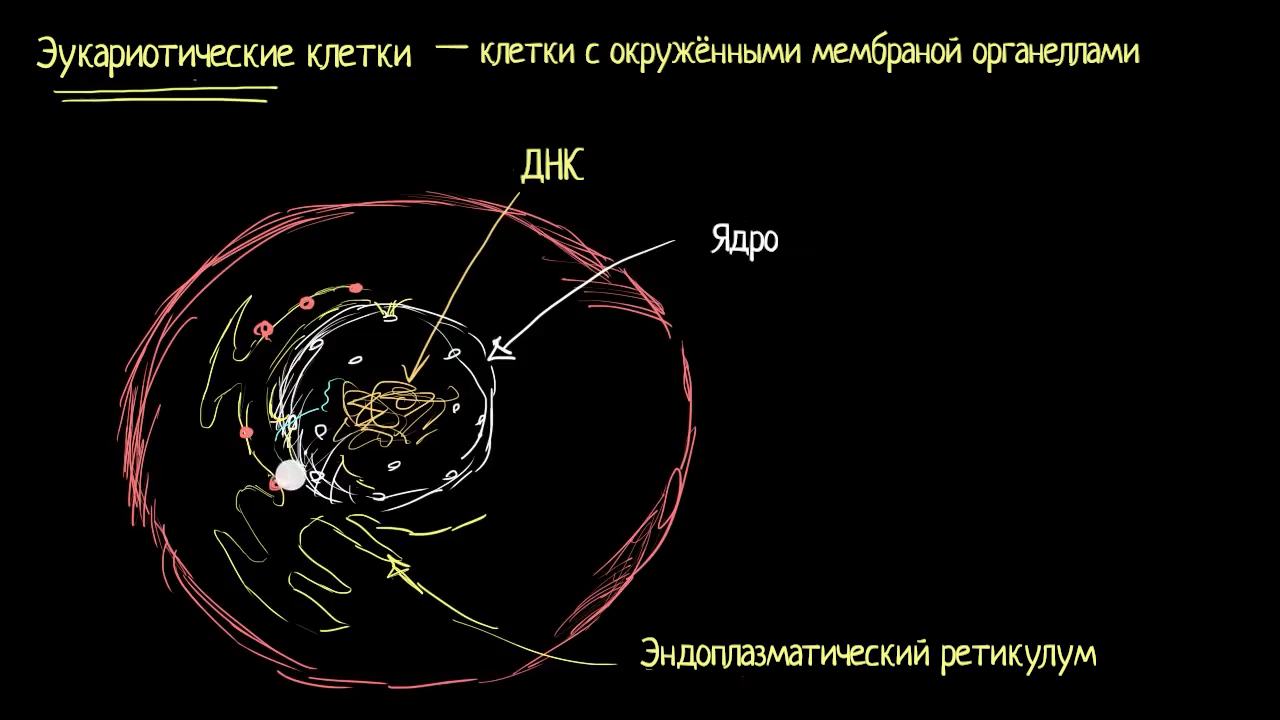 Эукариотические клетки — клетки с окружёнными мембраной органеллами
ДНК
Ядро
Эндоплазматический ретикулум